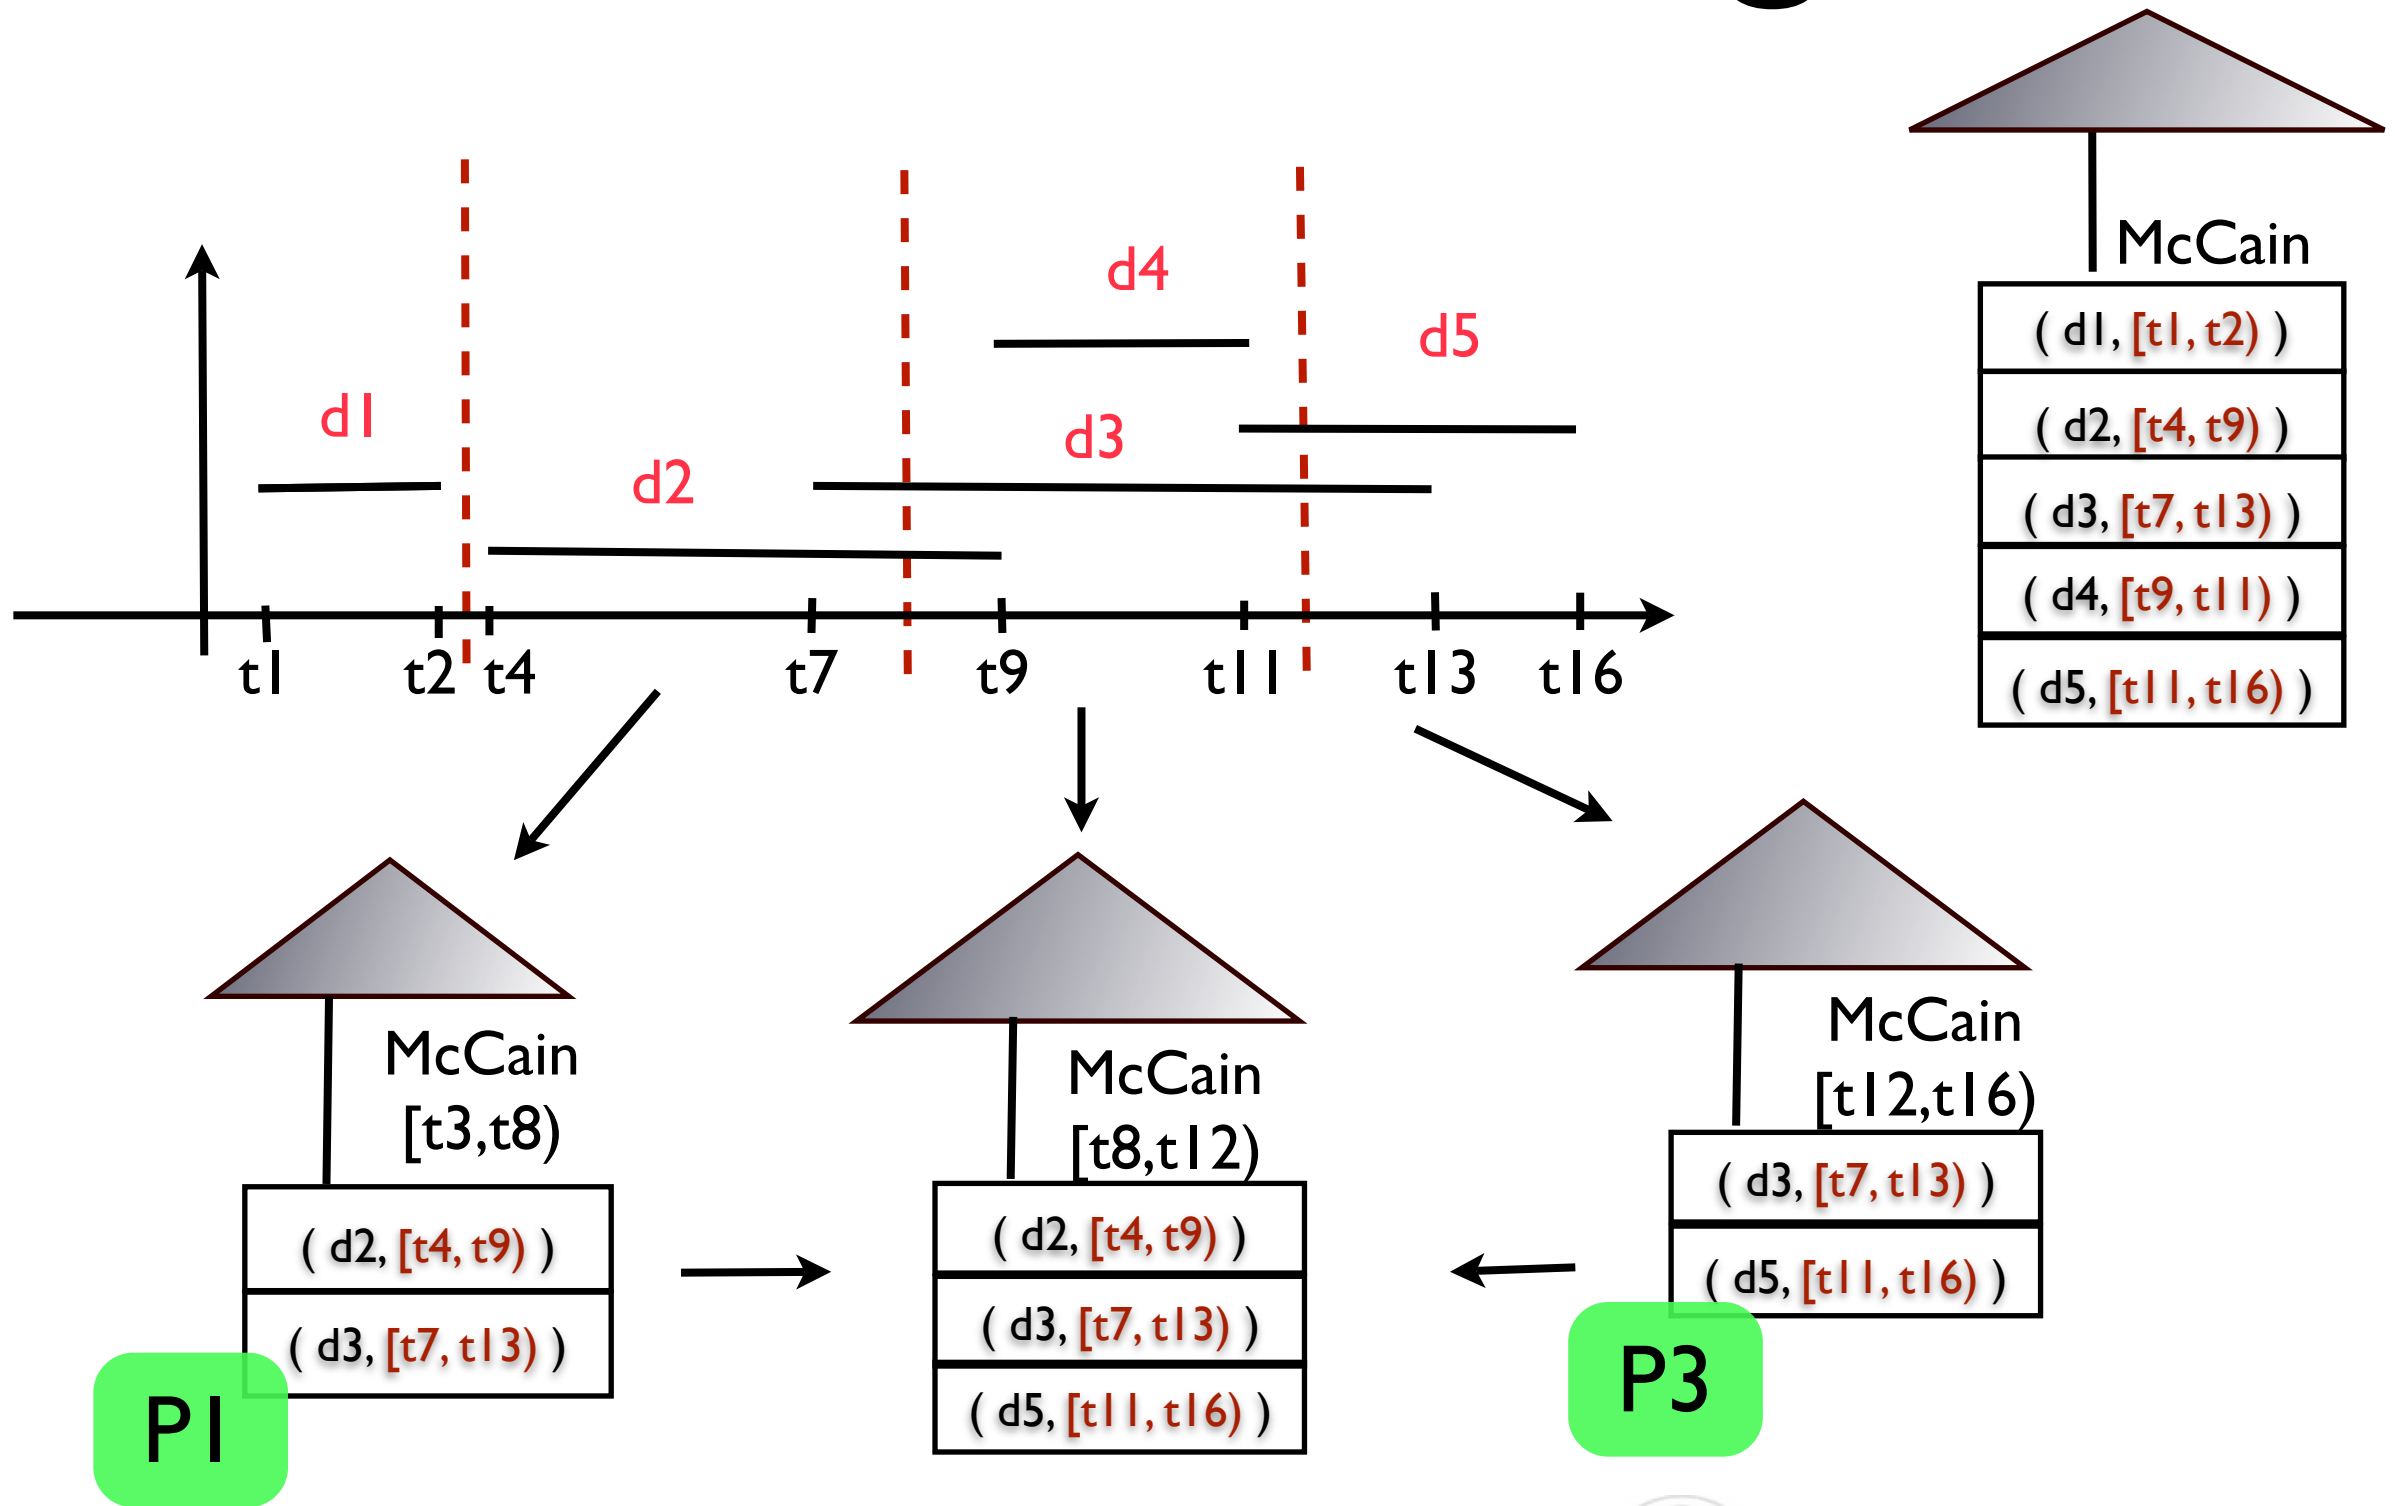 d4
d5
d1
d3
d2
t1 t2 t4 t7 t9 t11 t13 t16
McCain
( d1, [t1, t2) )
( d2, [t4, t9) )
( d3, [t7, t13) )
( d4, [t9, t11) )
( d5, [t11, t16) )
McCain
[t3,t8)
( d2, [t4, t9) )
( d3, [t7, t13) )
P1
McCain
[t8,t12)
( d2, [t4, t9) )
( d3, [t7, t13) )
( d5, [t11, t16) )
McCain
[t12,t16)
( d3, [t7, t13) )
( d5, [t11, t16) )
P3